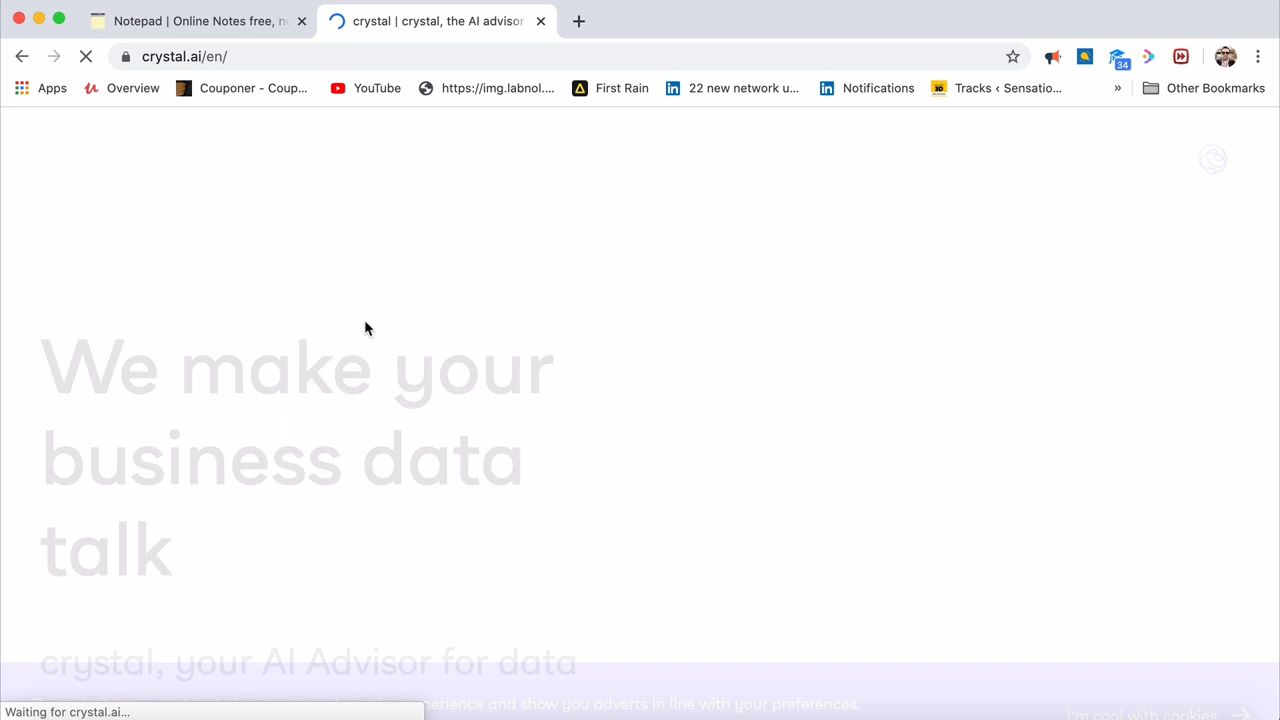 Notepad | Online Notes free, n
crystal | crystal, the AI advisor
crystal.ai/en/
34
Apps
Overview
Couponer - Coup...
YouTube
https://img.labnol....
First Rain
22 new network u...
Notifications
Tracks ‹ Sensatio...
»
Other Bookmarks
We make your
business data
talk
crystal, your AI Advisor for data
perience and show you adverts in line with your preferences.
I'm cool with cookies
Waiting for crystal.ai...